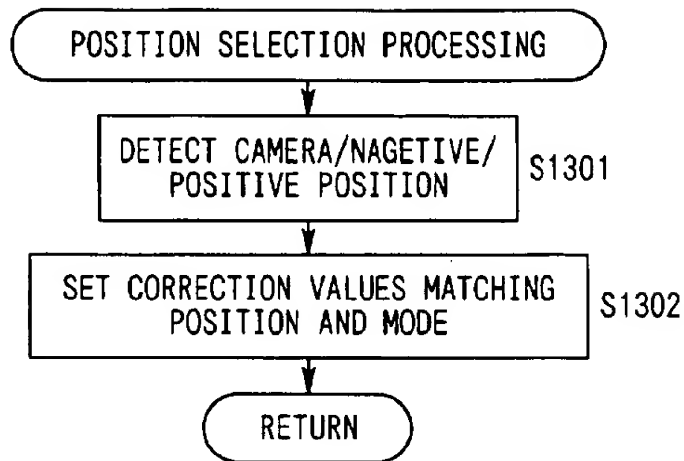 POSITION SELECTION PROCESSING
DETECT CAMERA/NAGETIVE/
POSITIVE POSITION
S1301
SET CORRECTION VALUES MATCHING
POSITION AND MODE
S1302
RETURN